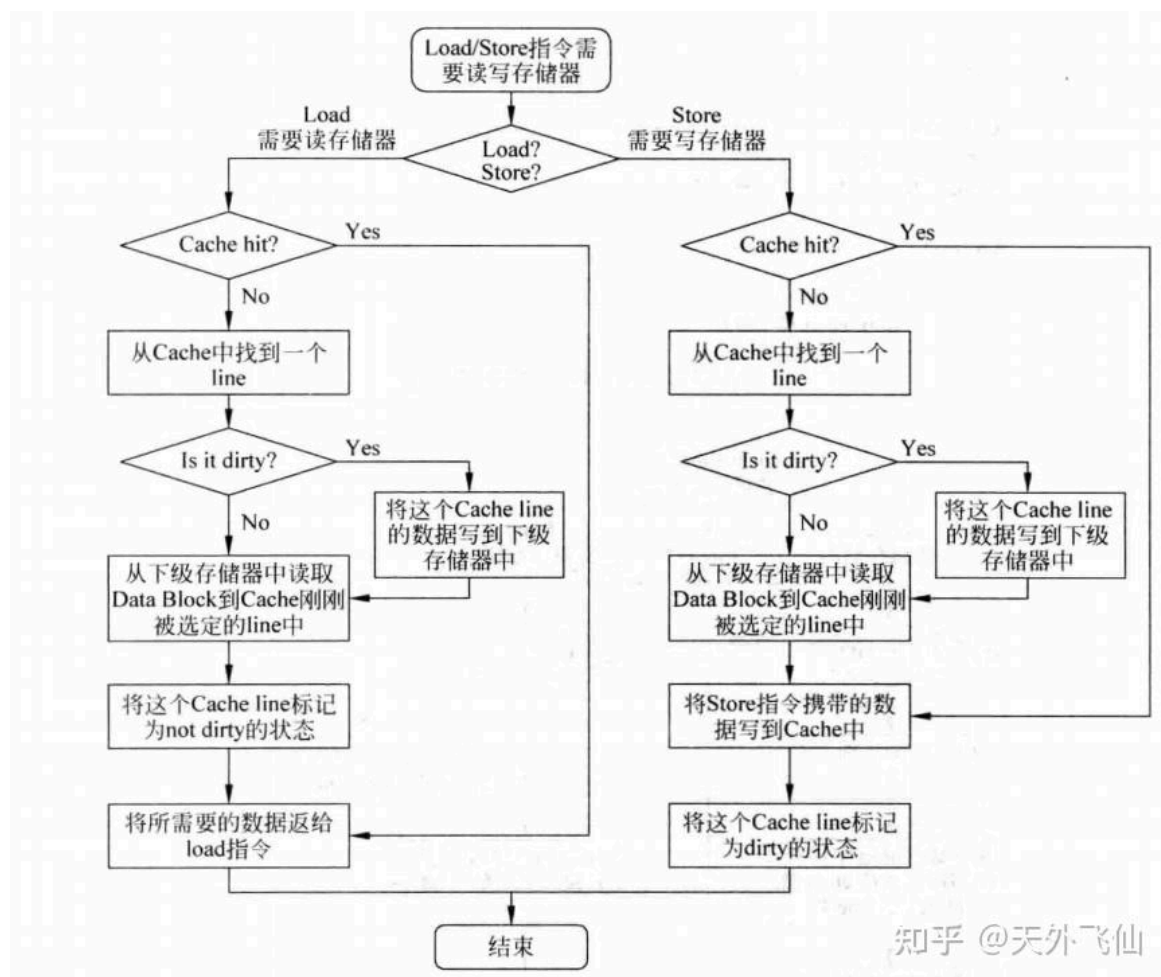 Load/Store指令需
要读写存储器
Load
需要读存储器
Store
需要写存储器
Load?
Store?
Cache hit?
Yes
No
从Cache中找到一个
line
Is it dirty?
Yes
将这个Cache line
的数据写到下级
存储器中
No
从下级存储器中读取
Data Block到Cache刚刚
被选定的line中
将这个Cache line标记
为not dirty的状态
将所需要的数据返给
load指令
Cache hit?
Yes
No
从Cache中找到一个
line
Is it dirty?
Yes
将这个Cache line
的数据写到下级
存储器中
No
从下级存储器中读取
Data Block到Cache刚刚
被选定的line中
将Store指令携带的数
据写到Cache中
将这个Cache line标记
为dirty的状态
结束
知乎 @天外飞仙